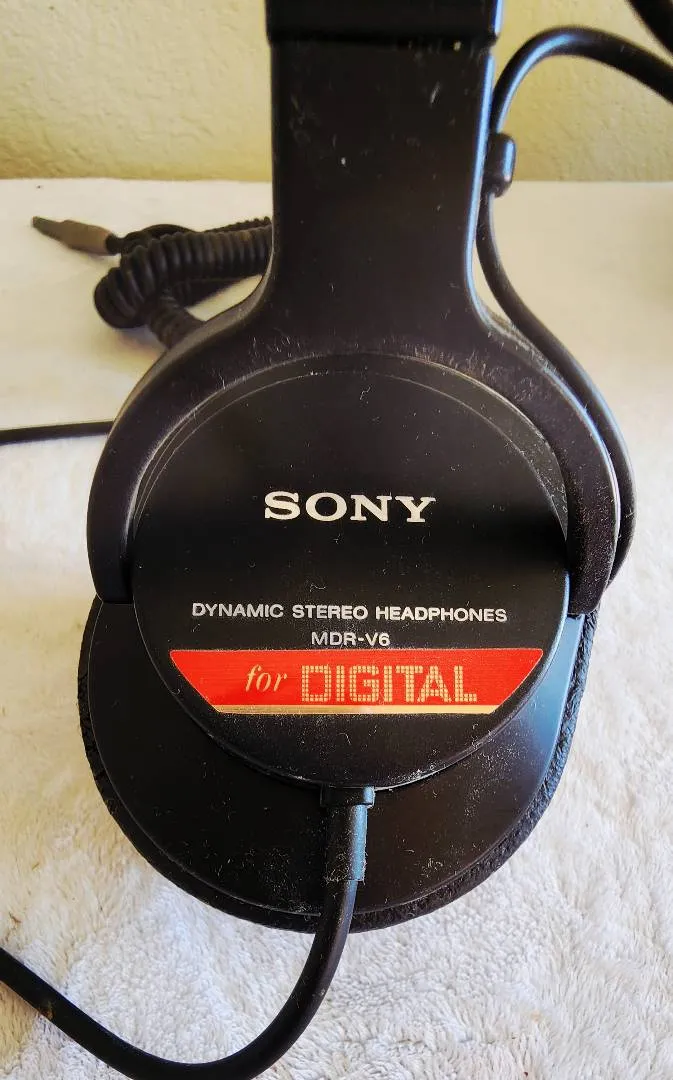 SONY
DYNAMIC STEREO HEADPHONES
MDR-V6
for DIGITAL